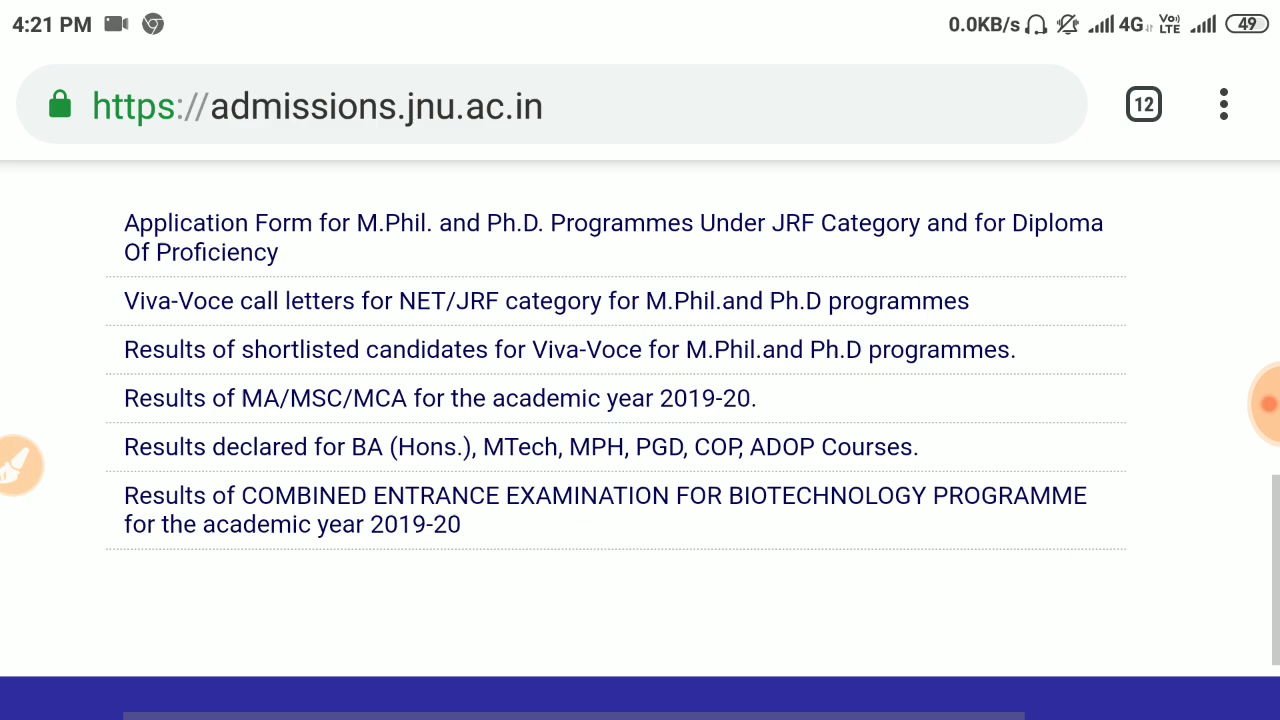 4:21 PM 0.0KB/s 4G Vo) LTE 49
https://admissions.jnu.ac.in 12
Application Form for M.Phil. and Ph.D. Programmes Under JRF Category and for Diploma
Of Proficiency
Viva-Voce call letters for NET/JRF category for M.Phil.and Ph.D programmes
Results of shortlisted candidates for Viva-Voce for M.Phil.and Ph.D programmes.
Results of MA/MSC/MCA for the academic year 2019-20.
Results declared for BA (Hons.), MTech, MPH, PGD, COP, ADOP Courses.
Results of COMBINED ENTRANCE EXAMINATION FOR BIOTECHNOLOGY PROGRAMME
for the academic year 2019-20